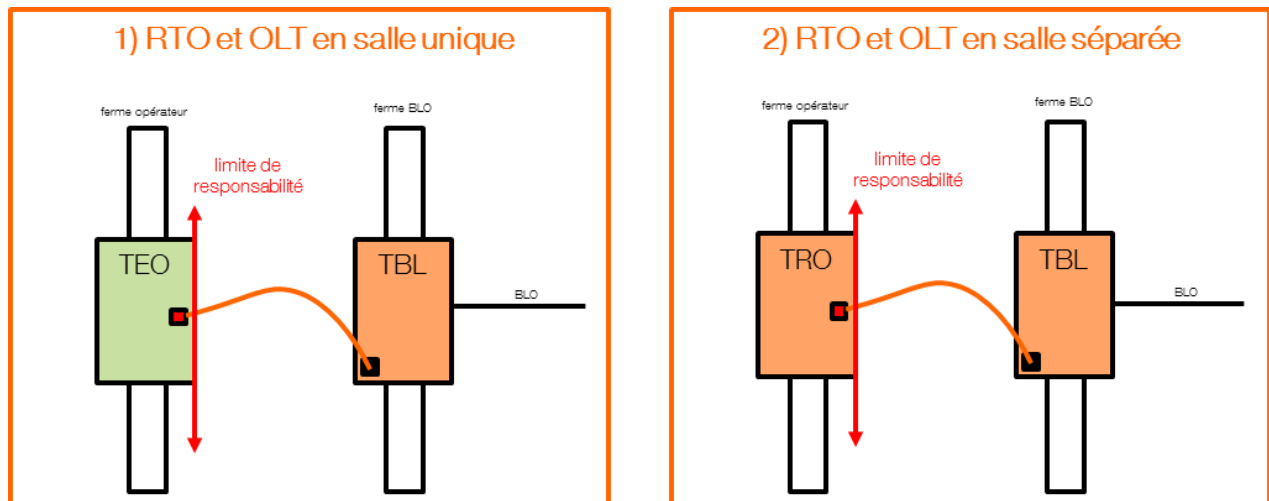 1) RTO et OLT en salle unique
ferme opérateur
ferme BLO
limite de
responsabilité
TEO
TBL
BLO
2) RTO et OLT en salle séparée
ferme opérateur
ferme BLO
limite de
responsabilité
TRO
TBL
BLO